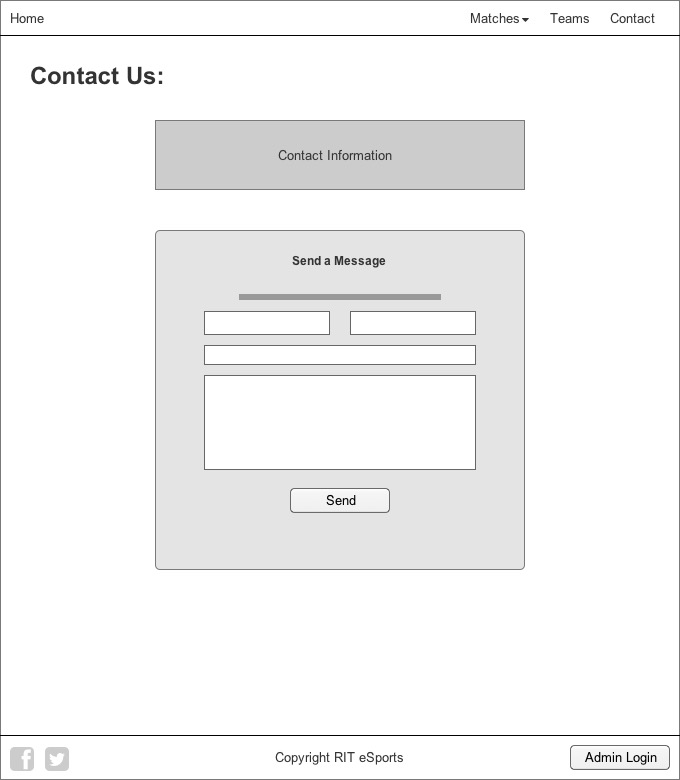 Home Matches Teams Contact
Contact Us:
Contact Information
Send a Message
Send
Copyright RIT eSports Admin Login